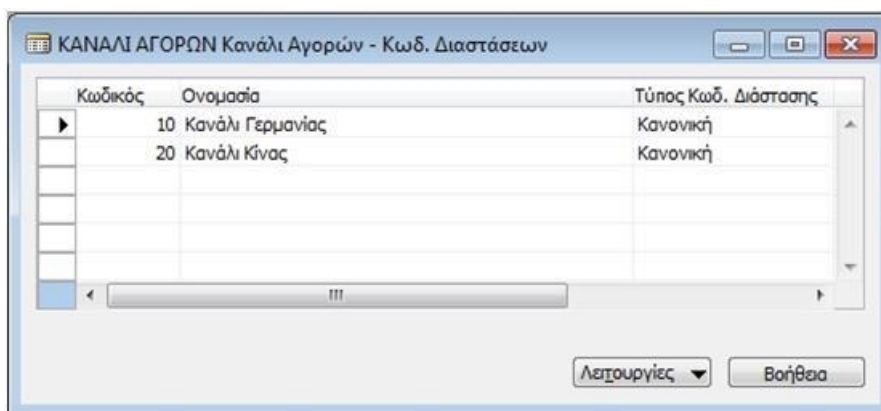 ΚΑΝΑΛΙ ΑΓΟΡΩΝ Κανάλι Αγορών - Κωδ. Διαστάσεων
Κωδικός Ονομασία Τύπος Κωδ. Διάστασης
10 Κανάλι Γερμανίας Κανονική
20 Κανάλι Κίνας Κανονική
Λειτουργίες Βοήθεια